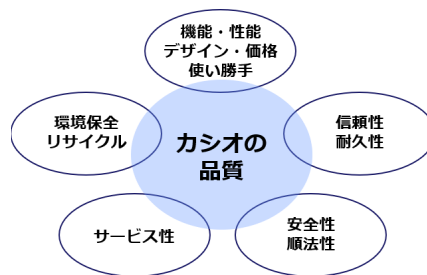 機能・性能
デザイン・価格
使い勝手
環境保全
リサイクル
カシオの
品質
信頼性
耐久性
サービス性
安全性
順法性